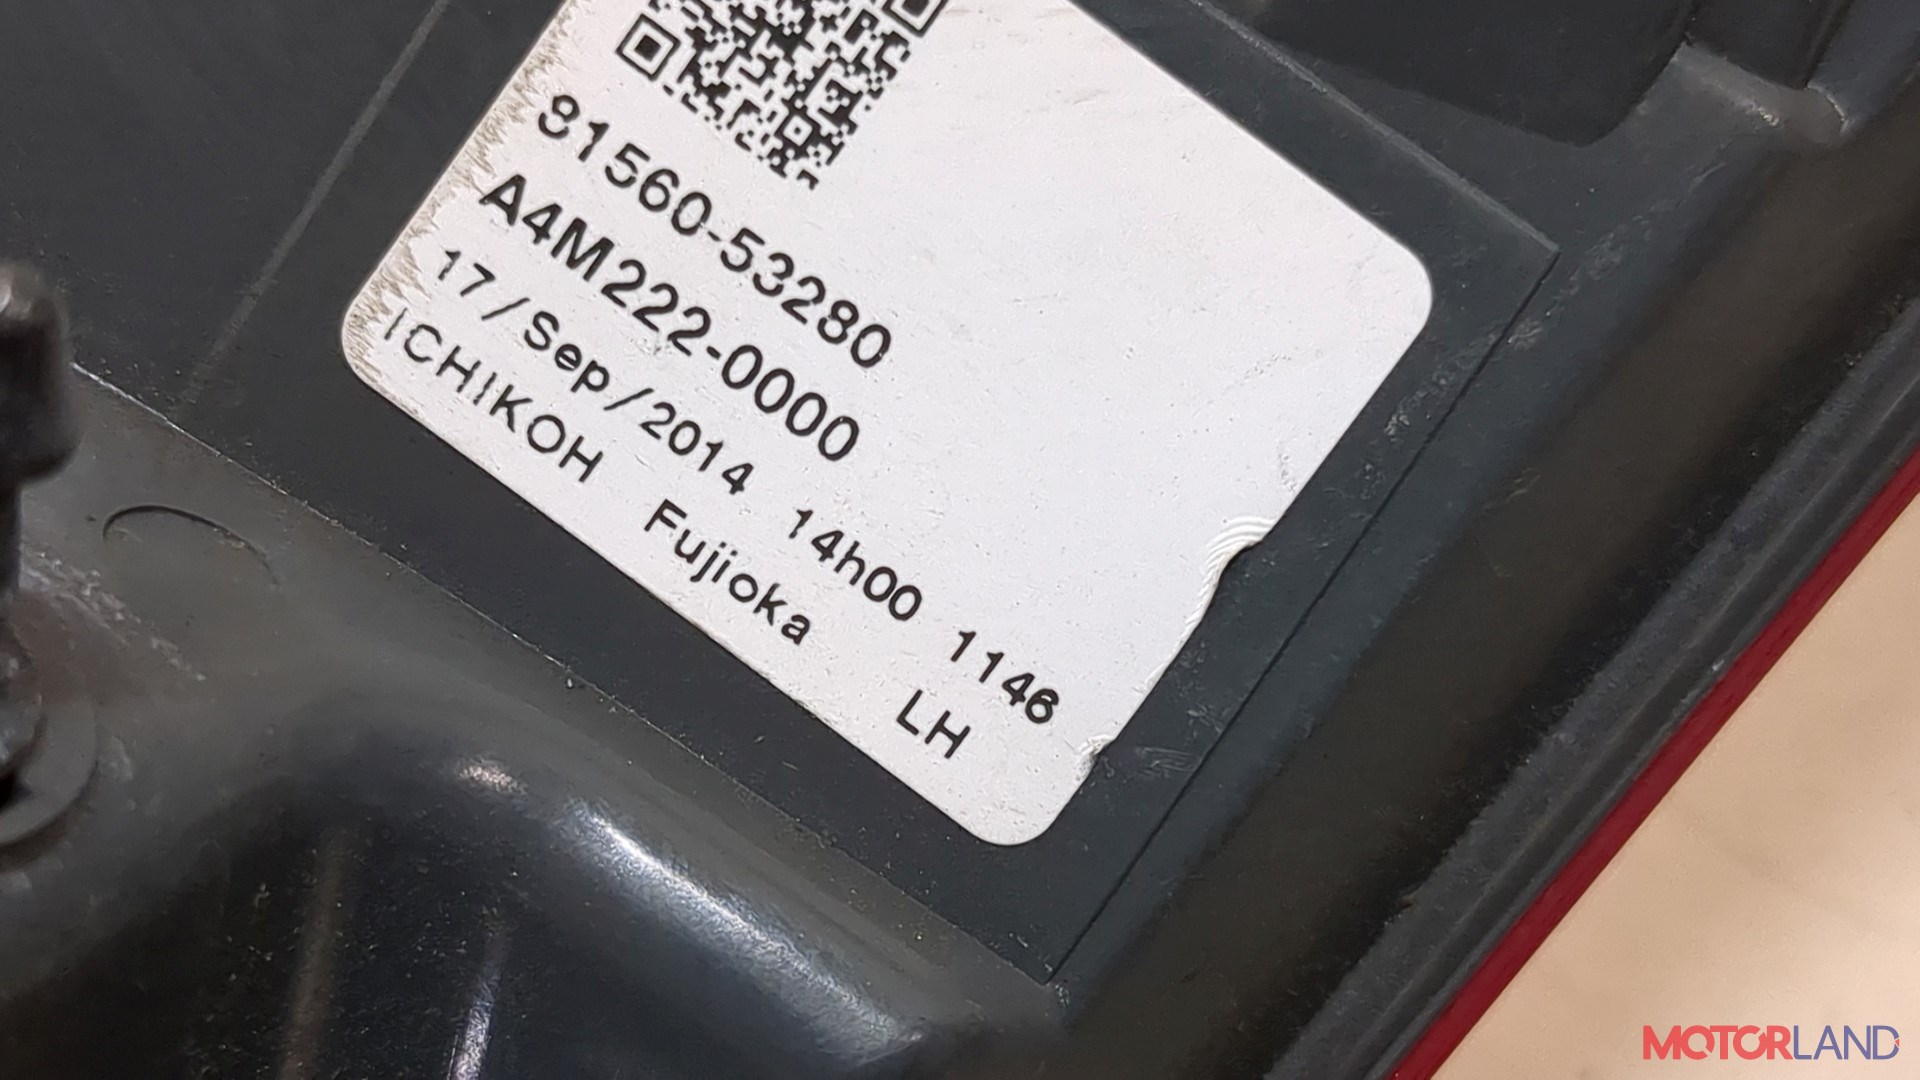 81560-53280
A4M222-0000
17/Sep/2014 14h00 1146
ICHIKOH Fujioka LH
MOTORLAND